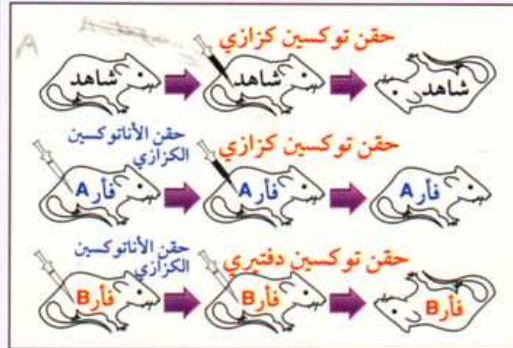 A
حقن توكسين كزازي
شاهد
شاهد
شاهد
حقن الأناتوكسين
الكزازي
حقن توكسين كزازي
فأر A
فأر A
فأر A
حقن الأناتوكسين
الكزازي
حقن توكسين دفتيري
فأر B
فأر B
فأر B